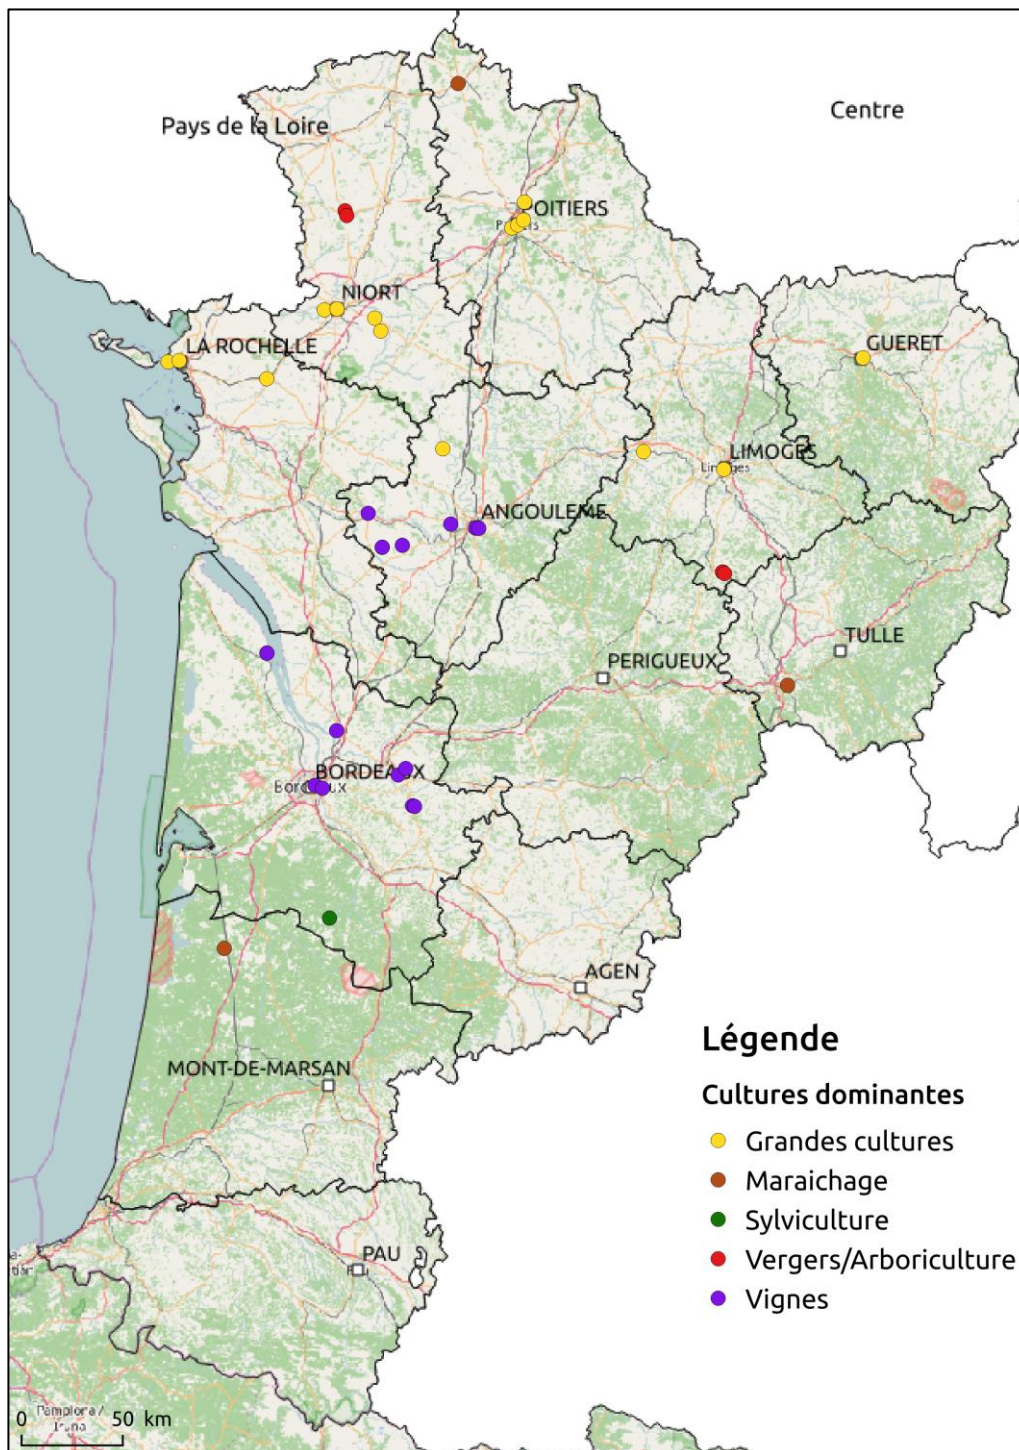 Pays de la Loire
Centre
POITIERS
NIORT
LA ROCHELLE
GUERET
LIMOGES
ANGOULEME
TULLE
PERIGUEUX
BORDEAUX
AGEN
MONT-DE-MARSAN
PAU
Légende
Cultures dominantes
Grandes cultures
Maraichage
Sylviculture
Vergers/Arboriculture
Vignes
Pamplona /
0 50 km